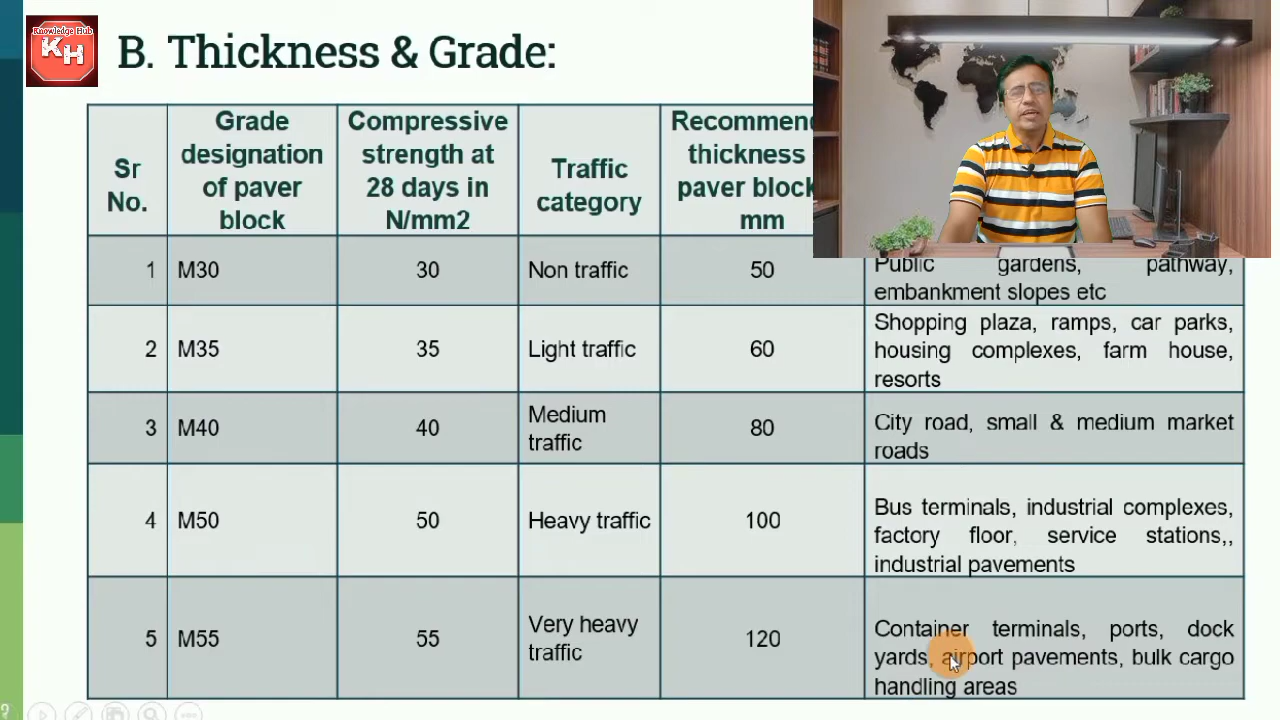 Knowledge Hub
KH
B. Thickness & Grade:
Sr
No.
Grade
designation
of paver
block
Compressive
strength at
28 days in
N/mm2
Traffic
category
thickness
paver block
mm
1
M30
30
Non traffic
50
Public gardens, pathway,
embankment slopes etc
2
M35
35
Light traffic
60
Shopping plaza, ramps, car parks,
housing complexes, farm house,
resorts
3
M40
40
Medium
traffic
80
City road, small & medium market
roads
4
M50
50
Heavy traffic
100
Bus terminals, industrial complexes,
factory floor, service stations,,
industrial pavements
5
M55
55
Very heavy
traffic
120
Container terminals, ports, dock
yards, airport pavements, bulk cargo
handling areas